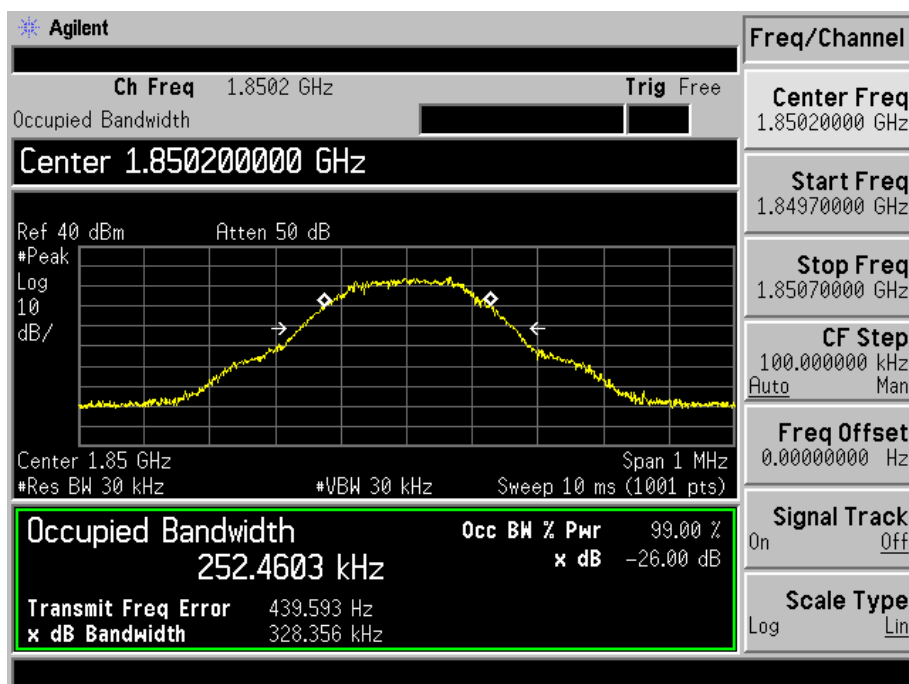 Agilent
Freq/Channel
Ch Freq 1.8502 GHz Trig Free
Occupied Bandwidth
Center 1.850200000 GHz
Ref 40 dBm Atten 50 dB
#Peak
Log
10
dB/
Center 1.85 GHz Span 1 MHz
#Res BW 30 kHz #VBW 30 kHz Sweep 10 ms (1001 pts)
Occupied Bandwidth Occ BW % Pwr 99.00 %
252.4603 kHz x dB -26.00 dB
Transmit Freq Error 439.593 Hz
x dB Bandwidth 328.356 kHz
Center Freq
1.85020000 GHz
Start Freq
1.84970000 GHz
Stop Freq
1.85070000 GHz
CF Step
100.000000 kHz
Auto Man
Freq Offset
0.00000000 Hz
Signal Track
On Off
Scale Type
Log Lin